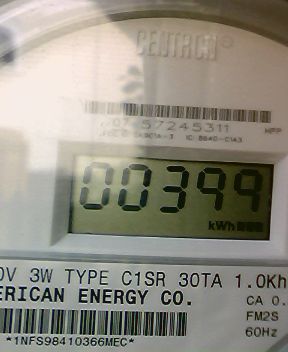 CENTRON
57245311
00399
kWh
0V 3W TYPE C1SR 30TA 1.0Kh
ERICAN ENERGY CO.
CA 0.
FM2S
60Hz
*1NFS98410366MEC*